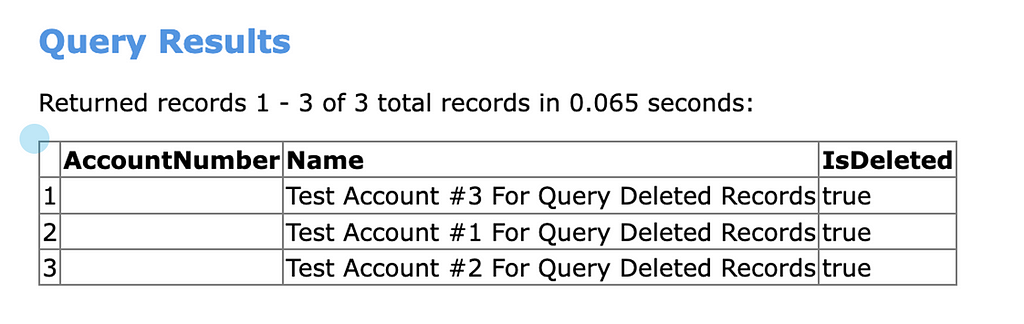 Query Results
Returned records 1 - 3 of 3 total records in 0.065 seconds:
AccountNumber Name IsDeleted
1 Test Account #3 For Query Deleted Records true
2 Test Account #1 For Query Deleted Records true
3 Test Account #2 For Query Deleted Records true